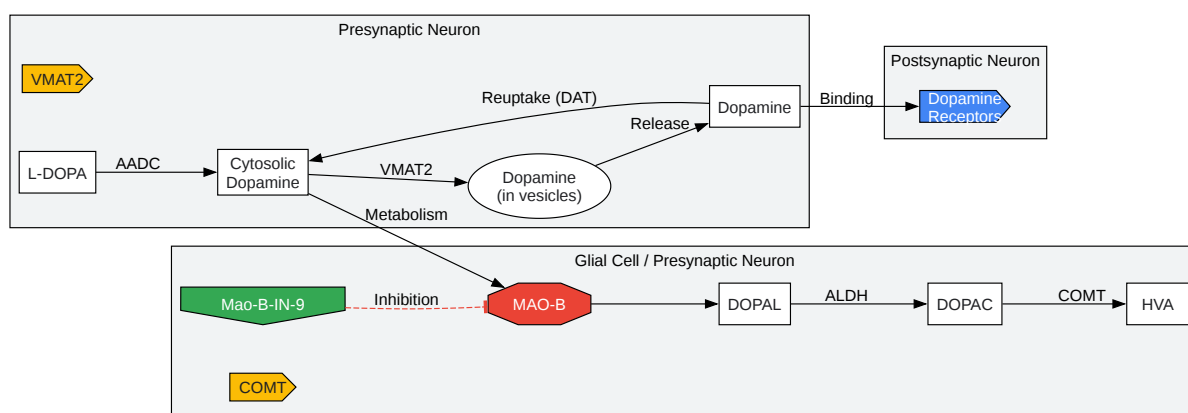 Presynaptic Neuron
VMAT2
Postsynaptic Neuron
Dopamine
Receptors
Reuptake (DAT)
Dopamine
Binding
Release
L-DOPA
AADC
Cytosolic
Dopamine
VMAT2
Dopamine
(in vesicles)
Metabolism
Glial Cell / Presynaptic Neuron
Mao-B-IN-9
Inhibition
MAO-B
DOPAL
ALDH
DOPAC
COMT
HVA
COMT